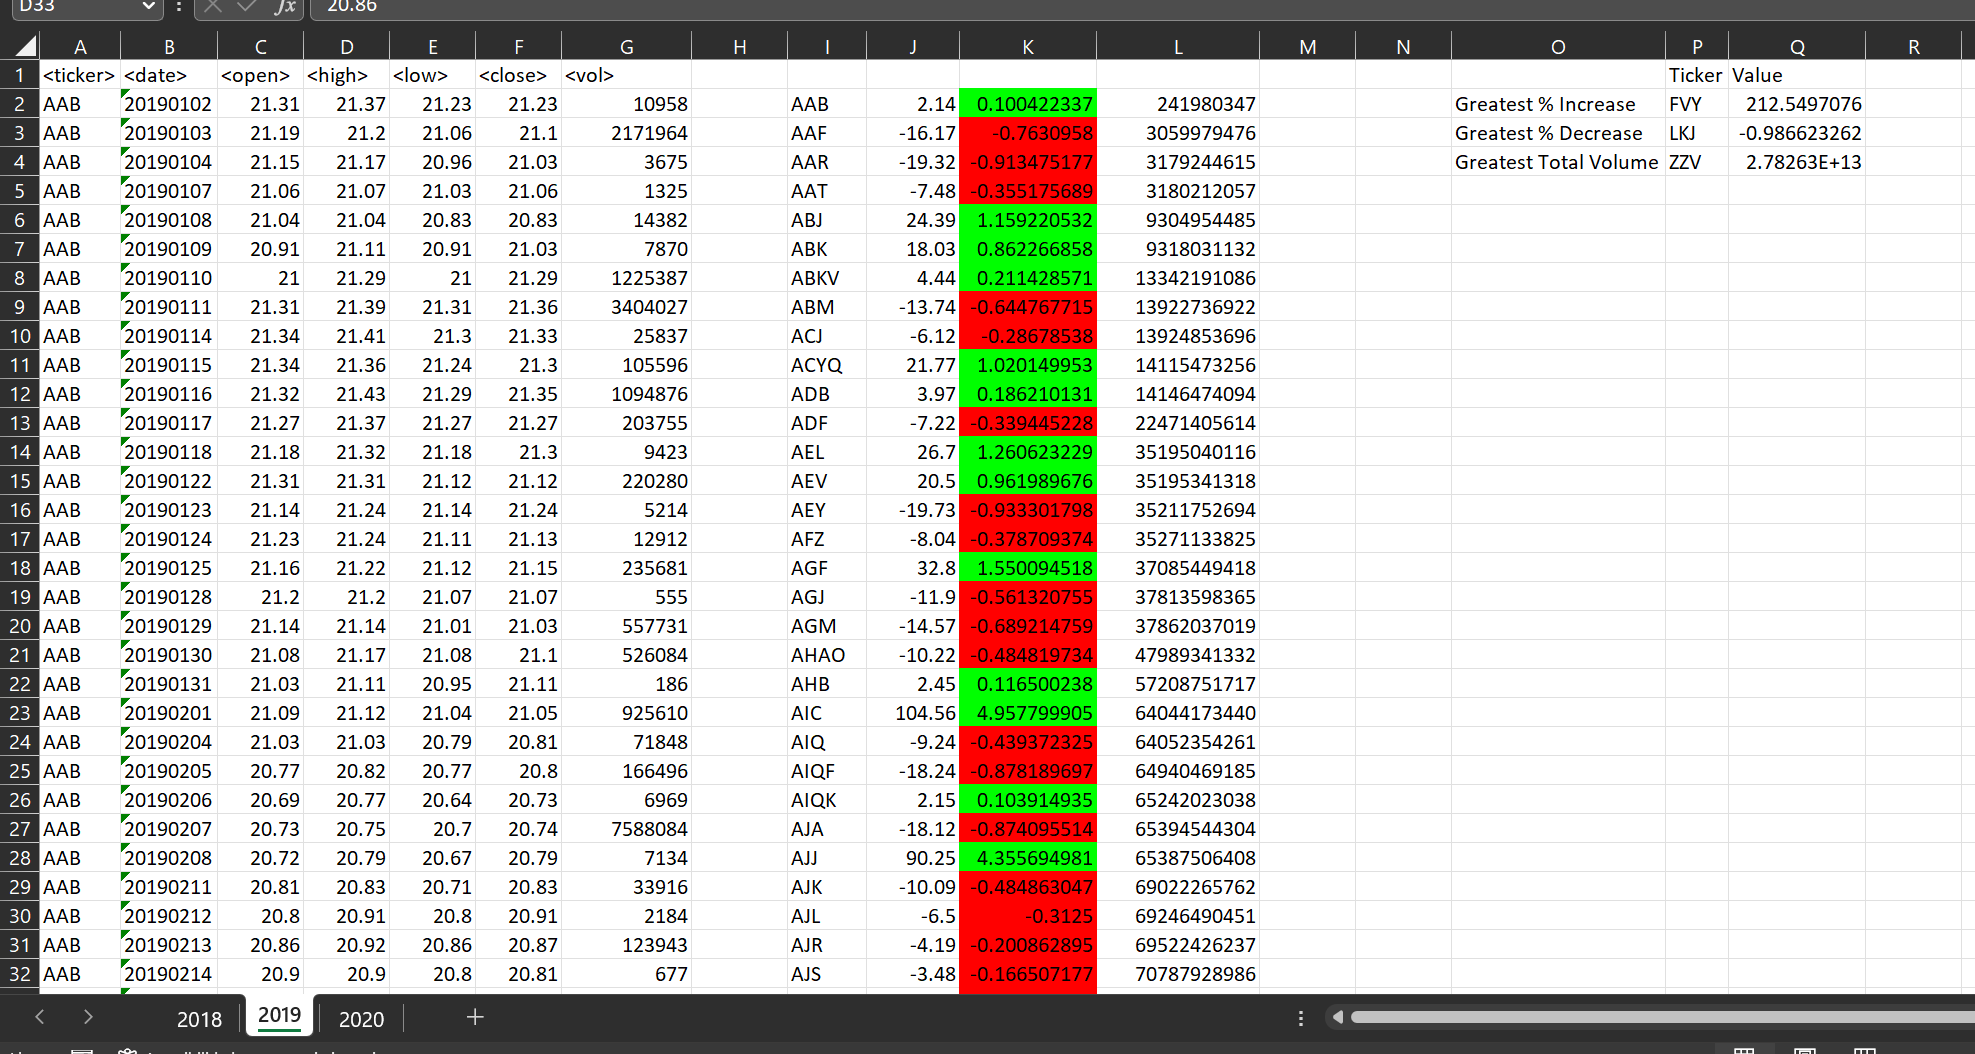 D33 fx 20.86
A B C D E F G H I J K L M N O P Q R
1 <ticker> <date> <open> <high> <low> <close> <vol> Ticker Value
2 AAB 20190102 21.31 21.37 21.23 21.23 10958 AAB 2.14 0.100422337 241980347 Greatest % Increase FVY 212.5497076
3 AAB 20190103 21.19 21.2 21.06 21.1 2171964 AAF -16.17 -0.7630958 3059979476 Greatest % Decrease LKJ -0.986623262
4 AAB 20190104 21.15 21.17 20.96 21.03 3675 AAR -19.32 -0.913475177 3179244615 Greatest Total Volume ZZV 2.78263E+13
5 AAB 20190107 21.06 21.07 21.03 21.06 1325 AAT -7.48 -0.355175689 3180212057
6 AAB 20190108 21.04 21.04 20.83 20.83 14382 ABJ 24.39 1.159220532 9304954485
7 AAB 20190109 20.91 21.11 20.91 21.03 7870 ABK 18.03 0.862266858 9318031132
8 AAB 20190110 21 21.29 21 21.29 1225387 ABKV 4.44 0.211428571 13342191086
9 AAB 20190111 21.31 21.39 21.31 21.36 3404027 ABM -13.74 -0.644767715 13922736922
10 AAB 20190114 21.34 21.41 21.3 21.33 25837 ACJ -6.12 -0.28678538 13924853696
11 AAB 20190115 21.34 21.36 21.24 21.3 105596 ACYQ 21.77 1.020149953 14115473256
12 AAB 20190116 21.32 21.43 21.29 21.35 1094876 ADB 3.97 0.186210131 14146474094
13 AAB 20190117 21.27 21.37 21.27 21.27 203755 ADF -7.22 -0.339445228 22471405614
14 AAB 20190118 21.18 21.32 21.18 21.3 9423 AEL 26.7 1.260623229 35195040116
15 AAB 20190122 21.31 21.31 21.12 21.12 220280 AEV 20.5 0.961989676 35195341318
16 AAB 20190123 21.14 21.24 21.14 21.24 5214 AEY -19.73 -0.933301798 35211752694
17 AAB 20190124 21.23 21.24 21.11 21.13 12912 AFZ -8.04 -0.378709374 35271133825
18 AAB 20190125 21.16 21.22 21.12 21.15 235681 AGF 32.8 1.550094518 37085449418
19 AAB 20190128 21.2 21.2 21.07 21.07 555 AGJ -11.9 -0.561320755 37813598365
20 AAB 20190129 21.14 21.14 21.01 21.03 557731 AGM -14.57 -0.689214759 37862037019
21 AAB 20190130 21.08 21.17 21.08 21.1 526084 AHAO -10.22 -0.484819734 47989341332
22 AAB 20190131 21.03 21.11 20.95 21.11 186 AHB 2.45 0.116500238 57208751717
23 AAB 20190201 21.09 21.12 21.04 21.05 925610 AIC 104.56 4.957799905 64044173440
24 AAB 20190204 21.03 21.03 20.79 20.81 71848 AIQ -9.24 -0.439372325 64052354261
25 AAB 20190205 20.77 20.82 20.77 20.8 166496 AIQF -18.24 -0.878189697 64940469185
26 AAB 20190206 20.69 20.77 20.64 20.73 6969 AIQK 2.15 0.103914935 65242023038
27 AAB 20190207 20.73 20.75 20.7 20.74 7588084 AJA -18.12 -0.874095514 65394544304
28 AAB 20190208 20.72 20.79 20.67 20.79 7134 AJJ 90.25 4.355694981 65387506408
29 AAB 20190211 20.81 20.83 20.71 20.83 33916 AJK -10.09 -0.484863047 69022265762
30 AAB 20190212 20.8 20.91 20.8 20.91 2184 AJL -6.5 -0.3125 69246490451
31 AAB 20190213 20.86 20.92 20.86 20.87 123943 AJR -4.19 -0.200862895 69522426237
32 AAB 20190214 20.9 20.9 20.8 20.81 677 AJS -3.48 -0.166507177 70787928986
2018 2019 2020